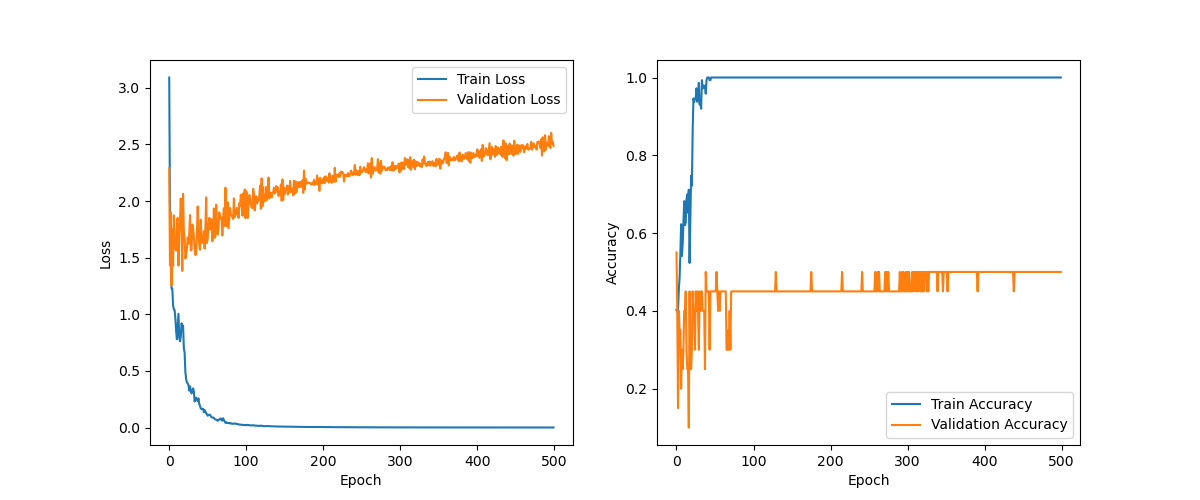 Train Loss
Validation Loss
3.0
2.5
2.0
1.5
1.0
0.5
0.0
Loss
0 100 200 300 400 500
Epoch
1.0
0.8
0.6
0.4
0.2
Accuracy
Train Accuracy
Validation Accuracy
0 100 200 300 400 500
Epoch